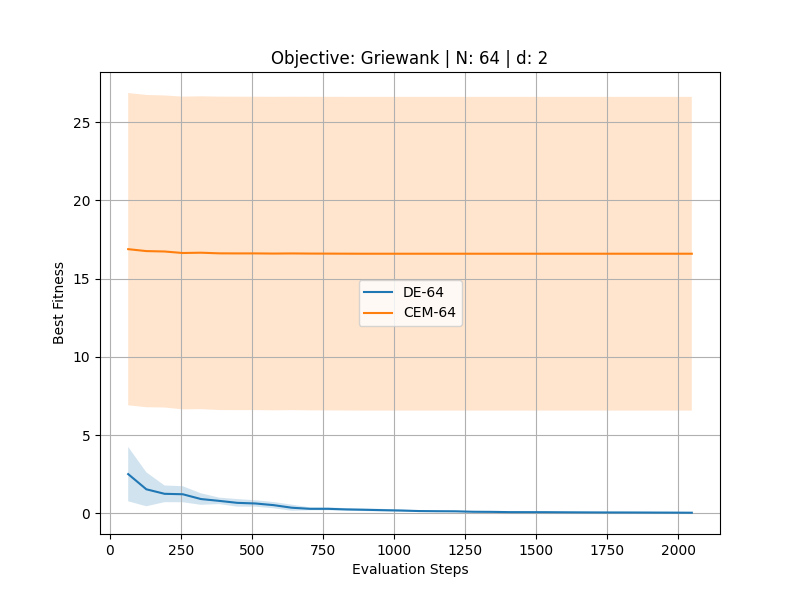 Objective: Griewank | N: 64 | d: 2
Best Fitness
25
20
15
10
5
0
DE-64
CEM-64
0 250 500 750 1000 1250 1500 1750 2000
Evaluation Steps